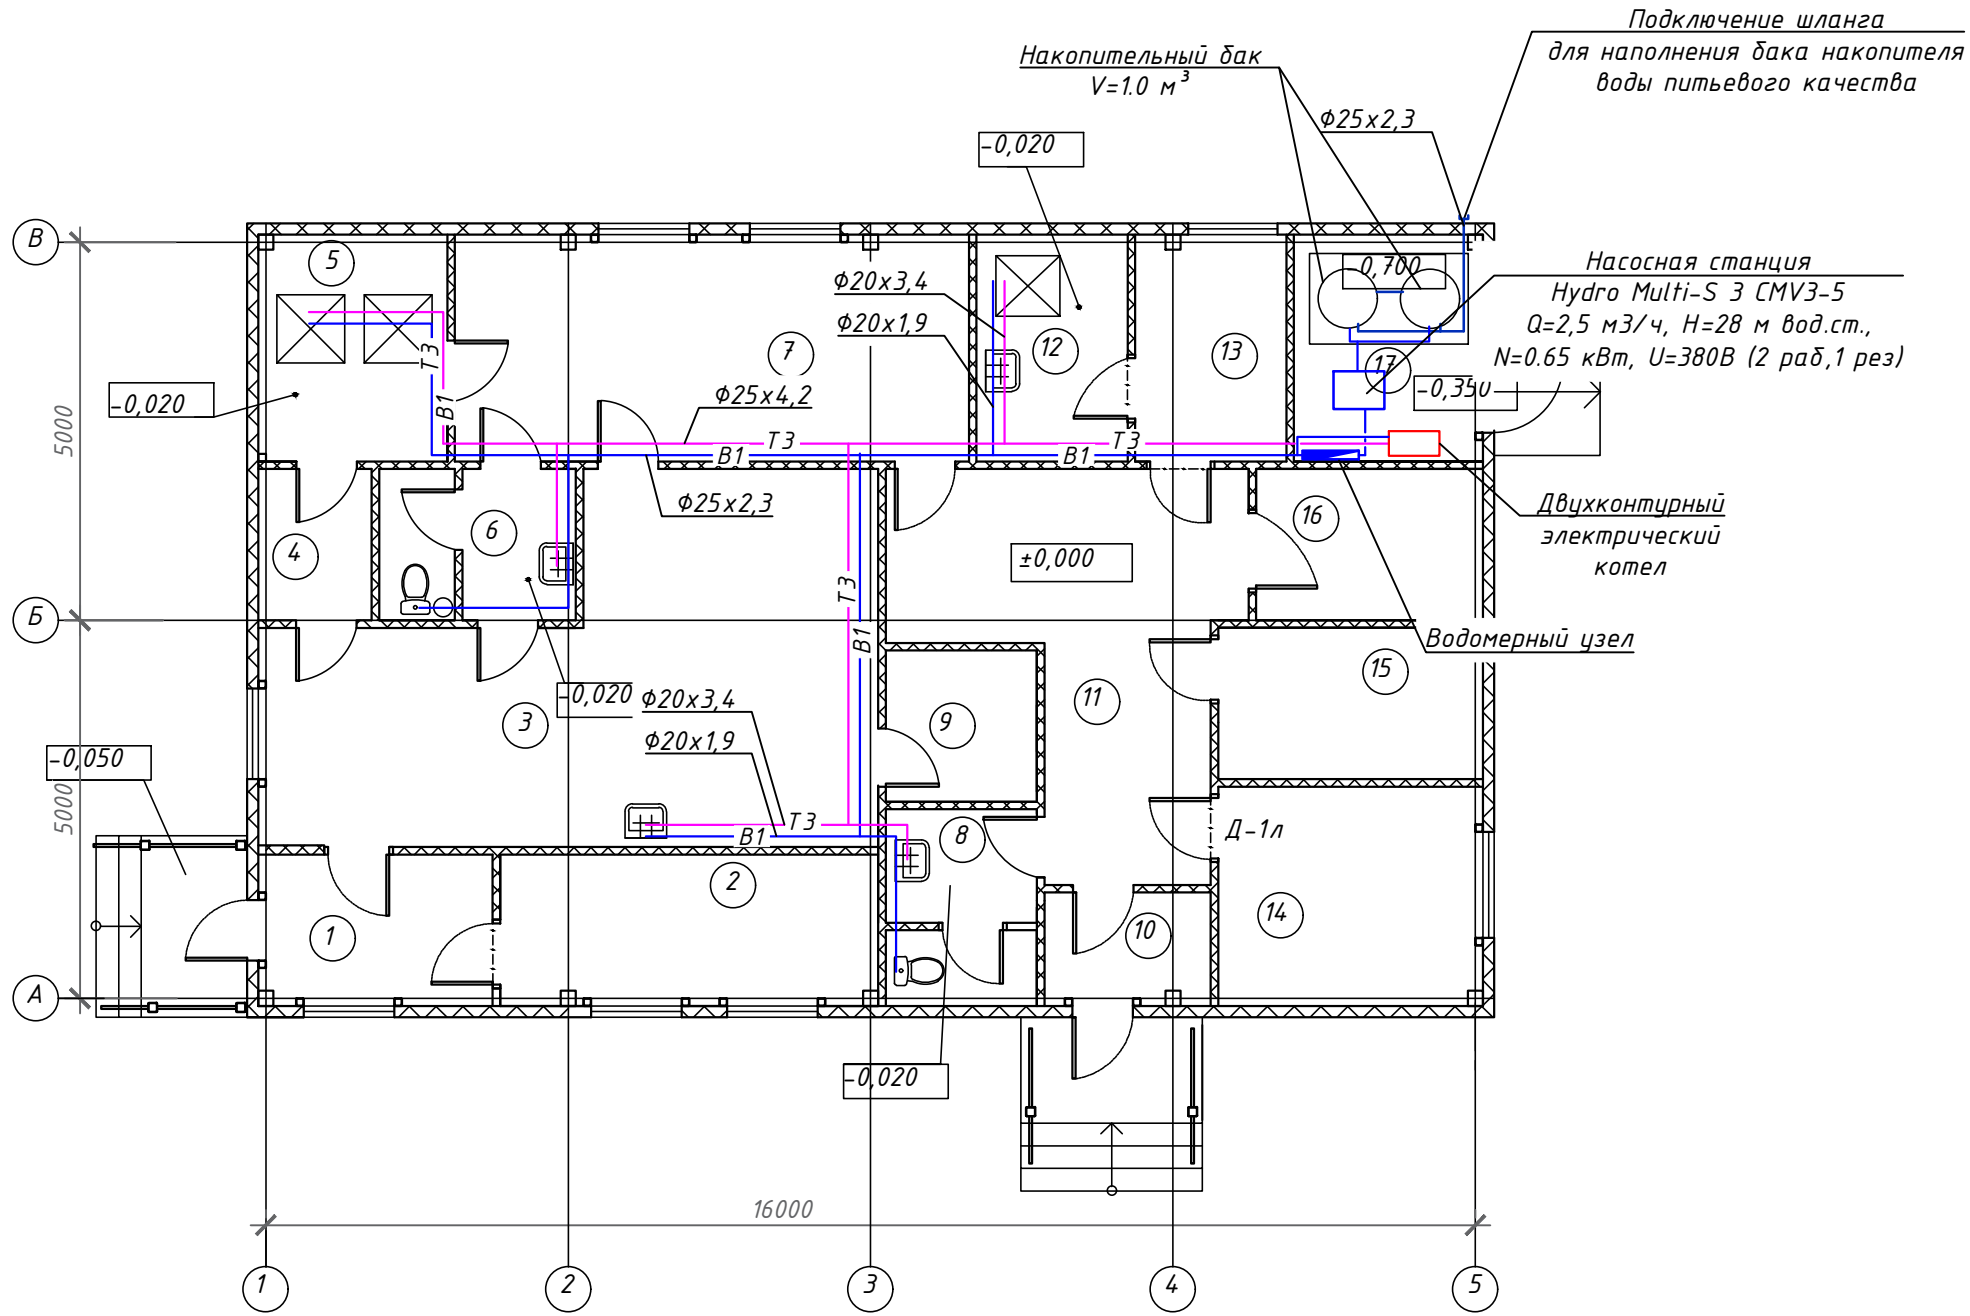 Подключение шланга
для наполнения бака накопителя
воды питьевого качества
Накопительный бак
V=1.0 м³
Ф25х2,3
-0,020
В
5
-0,700
Насосная станция
Hydro Multi-S 3 CMV3-5
Q=2,5 м3/ч, Н=28 м вод.ст.,
N=0.65 кВт, U=380В (2 раб,1 рез)
Ф20х3,4
Ф20х1,9
7
12
13
17
Т3
-0,020
-0,350
В1
Ф25х4,2
5000
Т3
Т3
В1
В1
Ф25х2,3
4
6
16
±0,000
Двухконтурный
электрический
котел
Т3
Б
В1
Водомерный узел
15
-0,020
Ф20х3,4
3
11
9
Ф20х1,9
-0,050
5000
Т3
В1
8
Д-1л
2
14
1
10
А
-0,020
16000
1
2
3
4
5